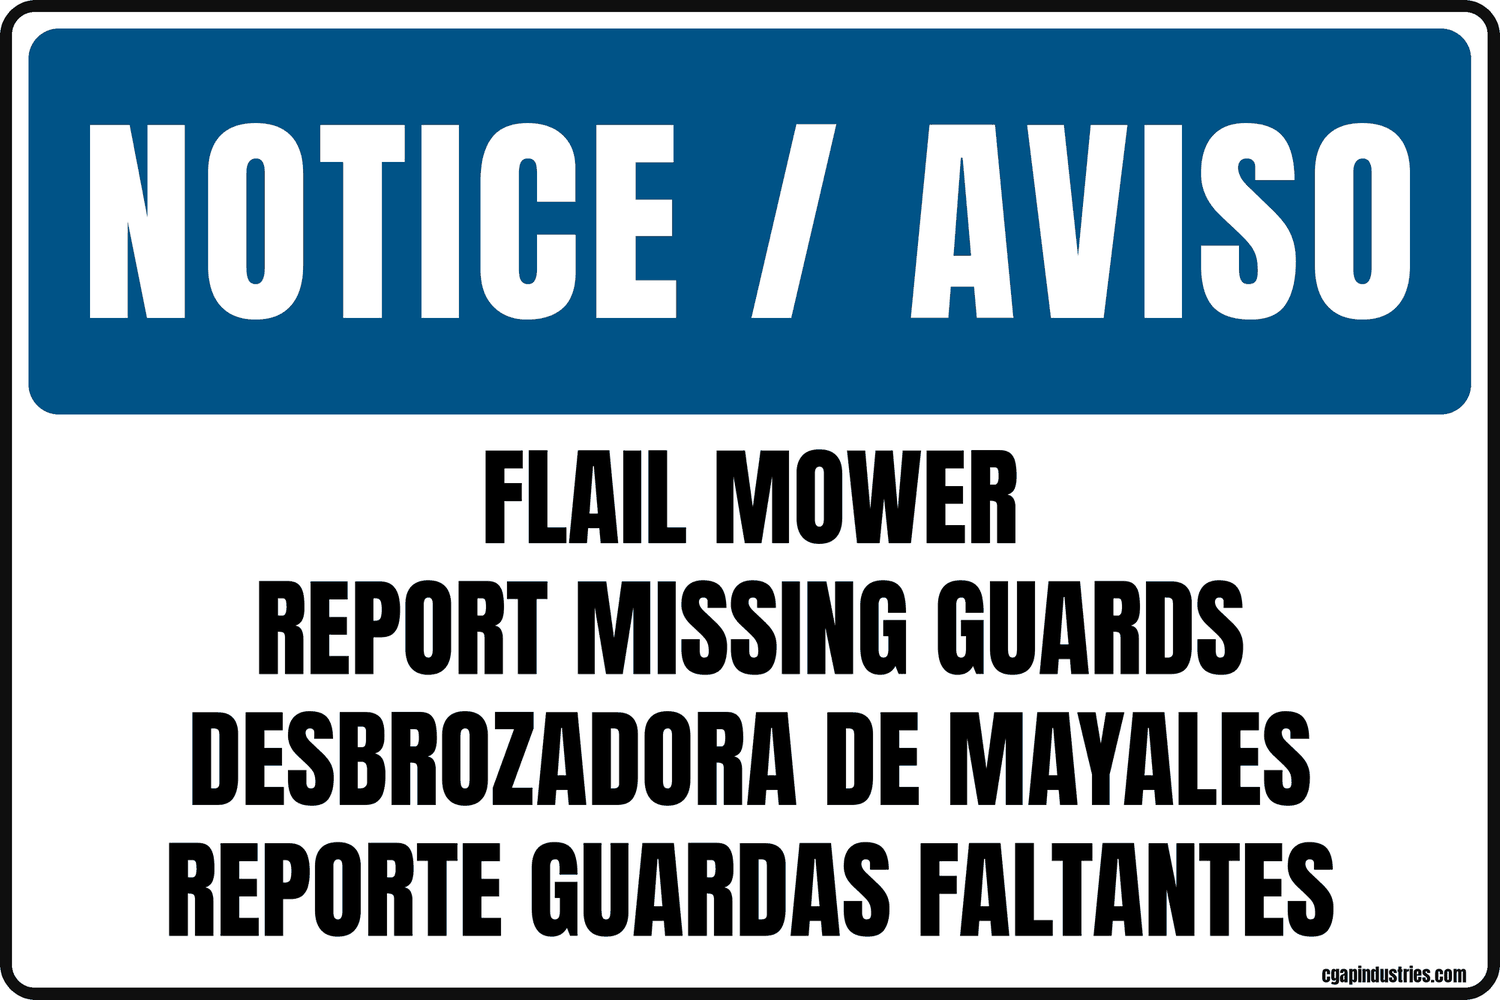 NOTICE / AVISO
FLAIL MOWER
REPORT MISSING GUARDS
DESBROZADORA DE MAYALES
REPORTE GUARDAS FALTANTES
cgapindustries.com